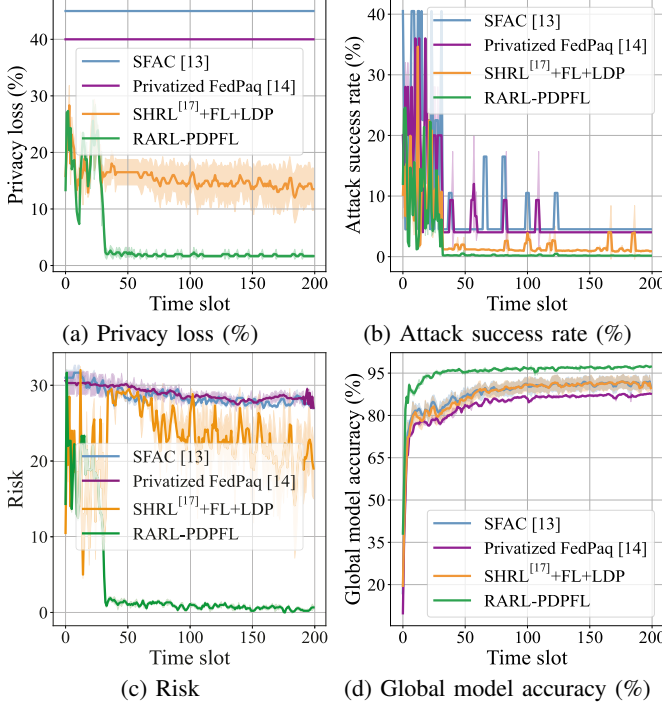 Privacy loss (%)
40
30
20
10
0
SFAC [13]
Privatized FedPaq [14]
SHRL[17]+FL+LDP
RARL-PDPFL
0 50 100 150 200
Time slot
(a) Privacy loss (%)
Attack success rate (%)
40
30
20
10
0
SFAC [13]
Privatized FedPaq [14]
SHRL[17]+FL+LDP
RARL-PDPFL
0 50 100 150 200
Time slot
(b) Attack success rate (%)
Risk
30
20
10
0
SFAC [13]
Privatized FedPaq [14]
SHRL[17]+FL+LDP
RARL-PDPFL
0 50 100 150 200
Time slot
(c) Risk
Global model accuracy (%)
95
80
65
50
35
20
SFAC [13]
Privatized FedPaq [14]
SHRL[17]+FL+LDP
RARL-PDPFL
0 50 100 150 200
Time slot
(d) Global model accuracy (%)